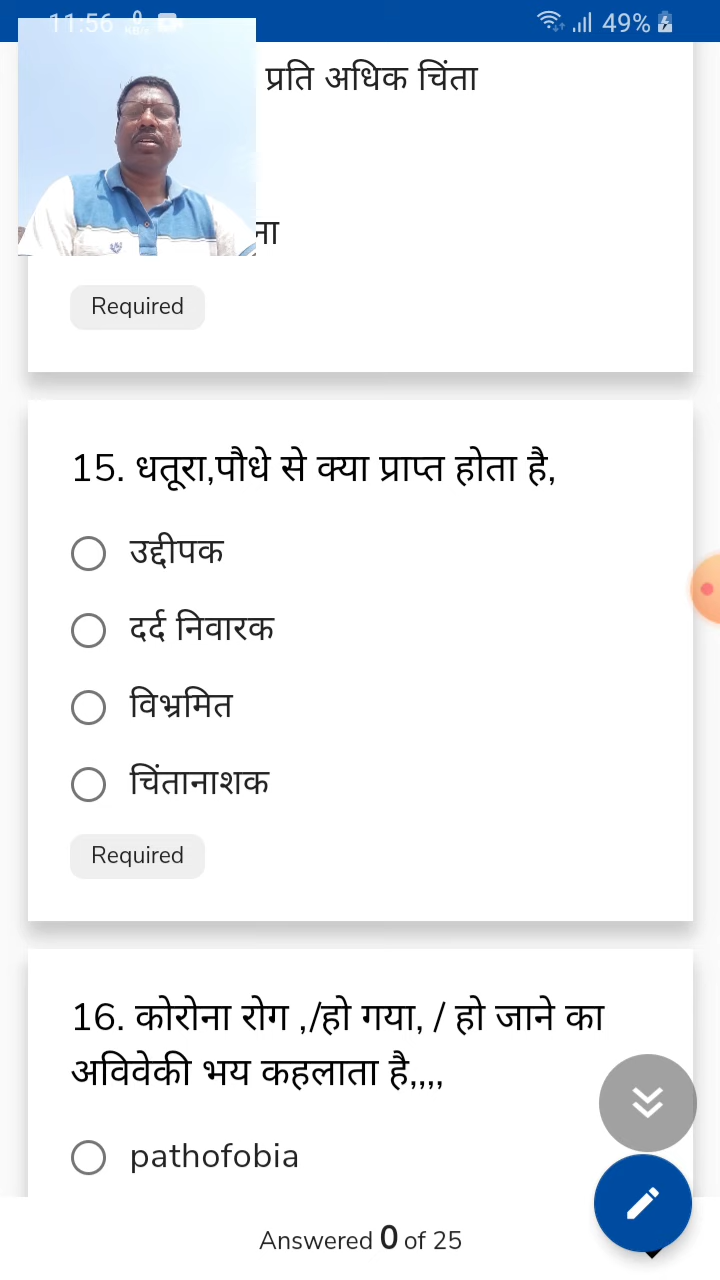 11:56 49%
प्रति अधिक चिंता
ना
Required
15. धतूरा,पौधे से क्या प्राप्त होता है,
उद्दीपक
दर्द निवारक
विभ्रमित
चिंतानाशक
Required
16. कोरोना रोग ,/हो गया, / हो जाने का
अविवेकी भय कहलाता है,,,,
pathofobia
Answered 0 of 25